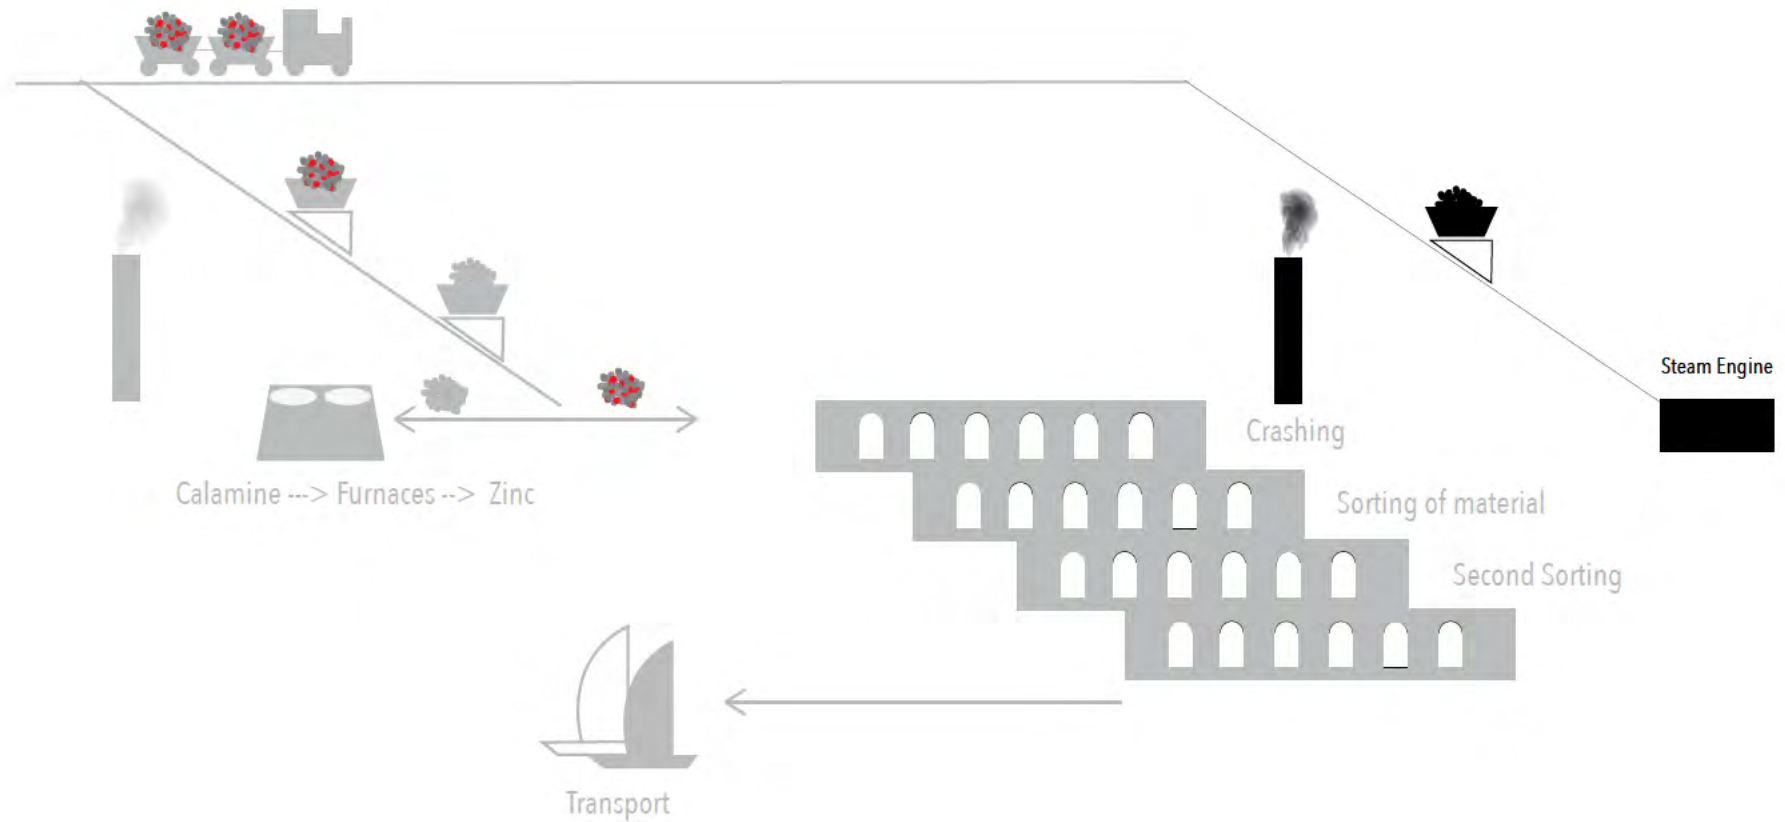 Steam Engine
Crashing
Calamine ---> Furnaces --> Zinc
Sorting of material
Second Sorting
Transport